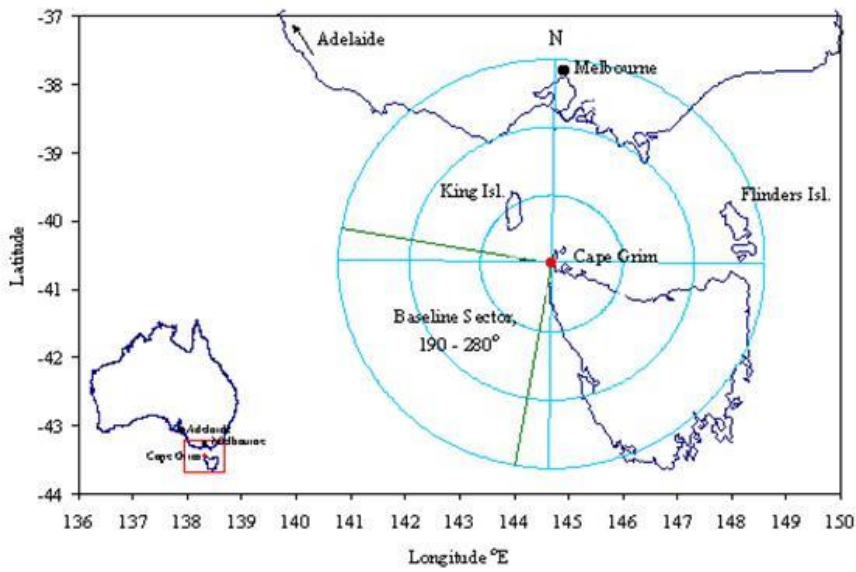 -37
-38
-39
-40
-41
-42
-43
-44
Latitude
Adelaide
N
Melbourne
King Isl.
Flinders Isl.
Cape Grim
Baseline Sector,
190 - 280°
Adelaide
Melbourne
Cape Grim
136 137 138 139 140 141 142 143 144 145 146 147 148 149 150
Longitude °E